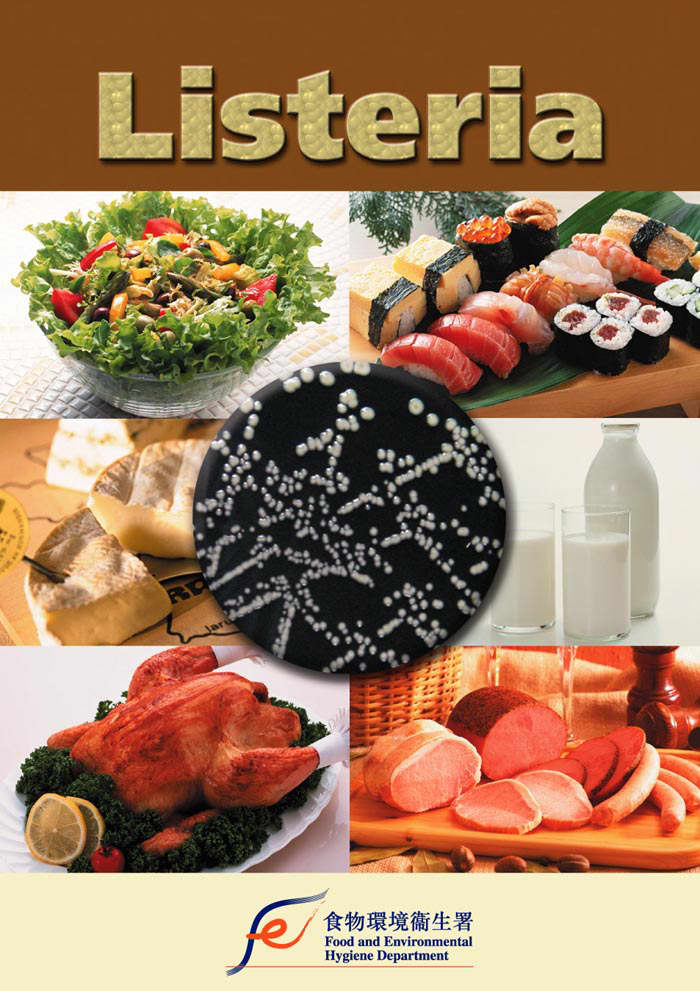 Listeria
食物環境衞生署
Food and Environmental
Hygiene Department